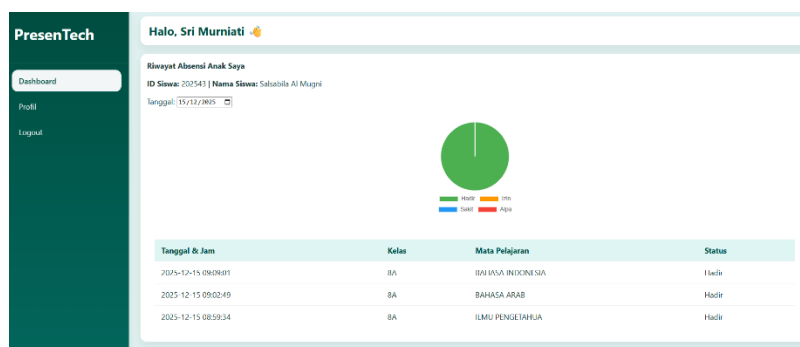 PresenTech
Dashboard
Profil
Logout
Halo, Sri Murniati 👋
Riwayat Absensi Anak Saya
ID Siswa: 202543 | Nama Siswa: Salsabila Al Mugni
Tanggal: 15/12/2025
Hadir Izin
Sakit Alpa
Tanggal & Jam Kelas Mata Pelajaran Status
2025-12-15 09:09:01 8A BAHASA INDONESIA Hadir
2025-12-15 09:02:49 8A BAHASA ARAB Hadir
2025-12-15 08:59:34 8A ILMU PENGETAHUA Hadir